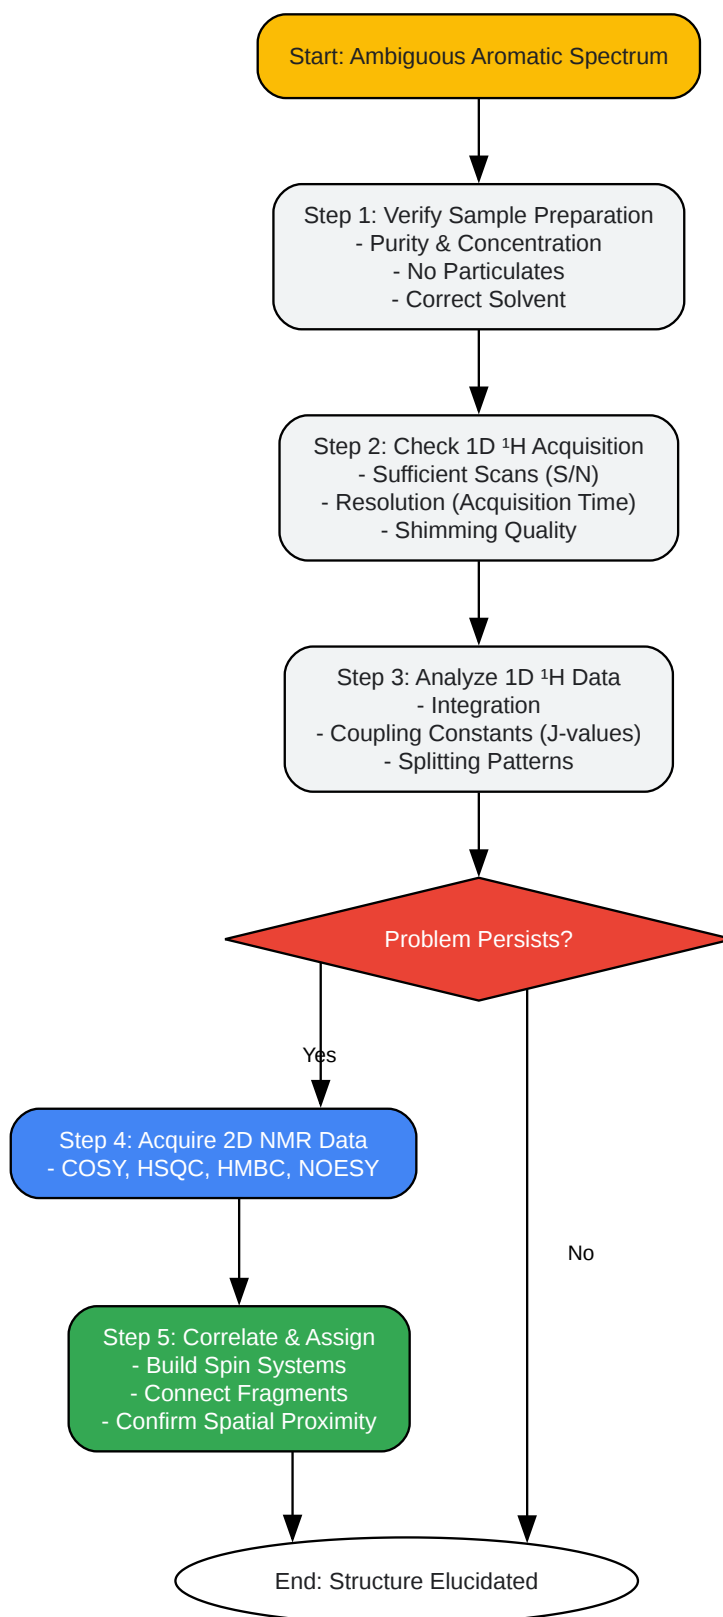 Start: Ambiguous Aromatic Spectrum
Step 1: Verify Sample Preparation
- Purity & Concentration
- No Particulates
- Correct Solvent
Step 2: Check 1D ¹H Acquisition
- Sufficient Scans (S/N)
- Resolution (Acquisition Time)
- Shimming Quality
Step 3: Analyze 1D ¹H Data
- Integration
- Coupling Constants (J-values)
- Splitting Patterns
Problem Persists?
Yes
Step 4: Acquire 2D NMR Data
- COSY, HSQC, HMBC, NOESY
No
Step 5: Correlate & Assign
- Build Spin Systems
- Connect Fragments
- Confirm Spatial Proximity
End: Structure Elucidated